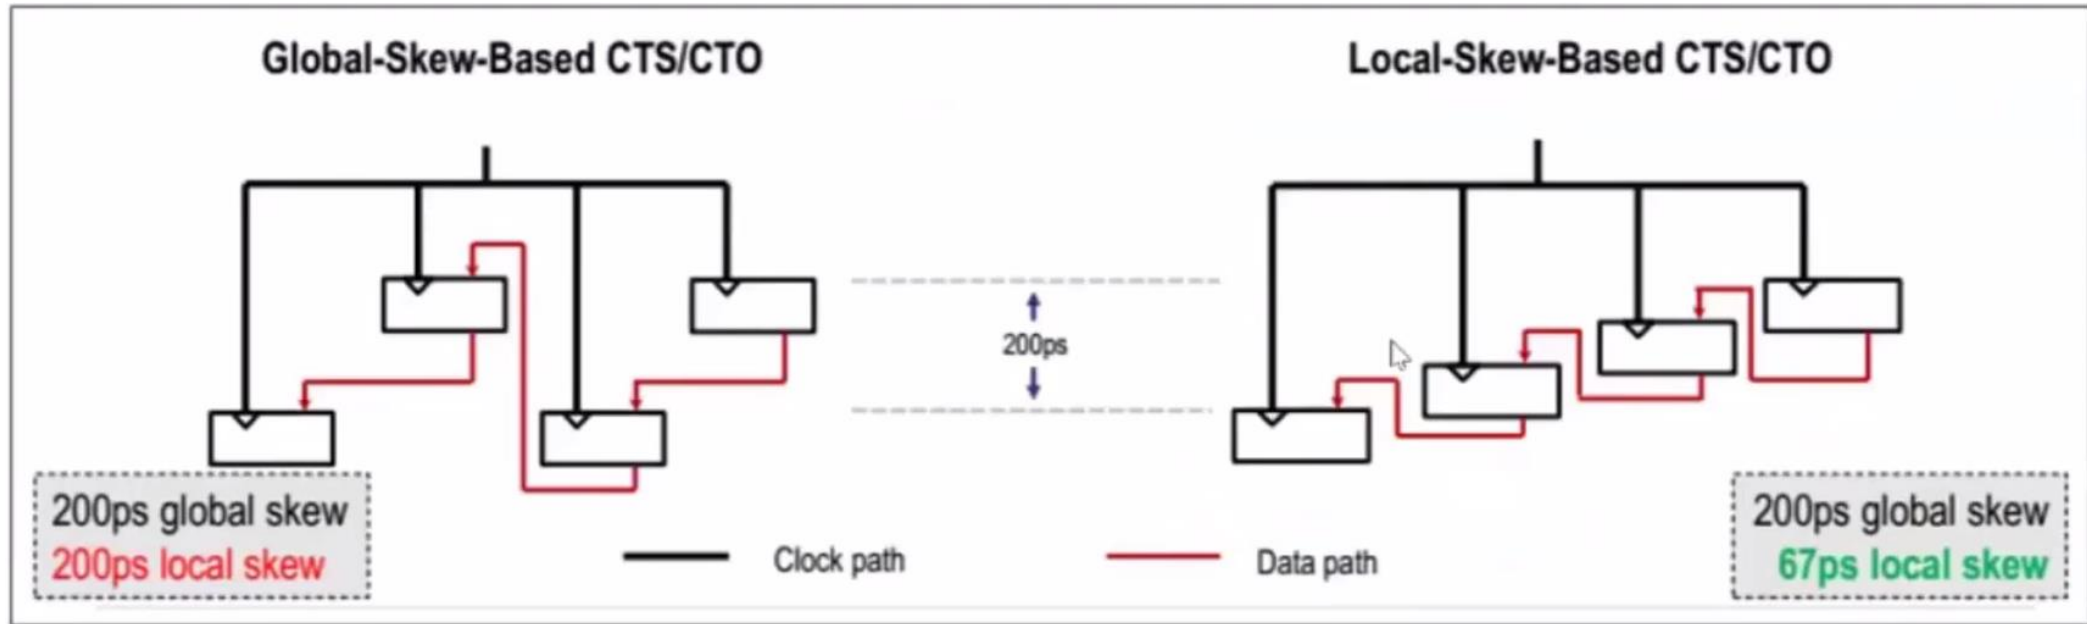 Global-Skew-Based CTS/CTO
Local-Skew-Based CTS/CTO
200ps
200ps global skew
200ps local skew
Clock path
Data path
200ps global skew
67ps local skew